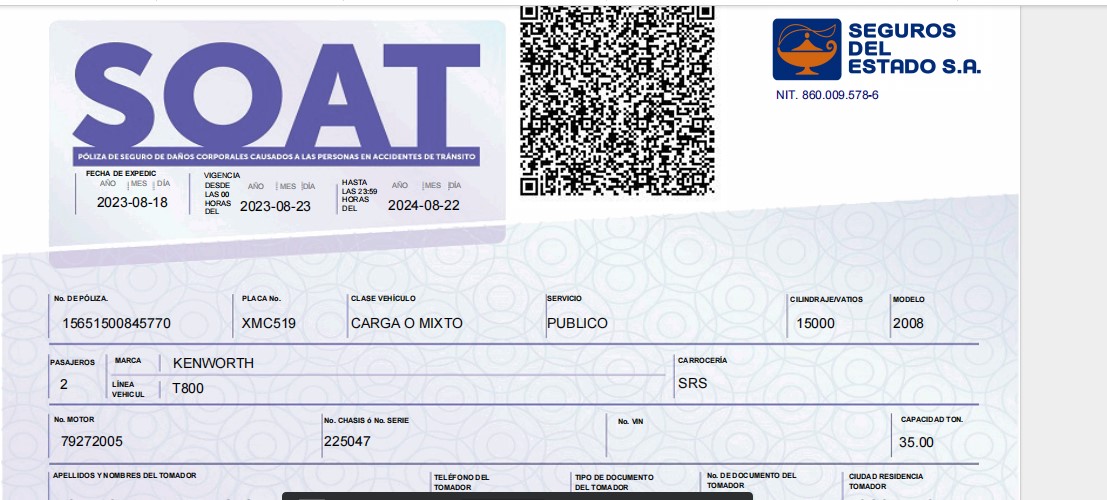 SOAT
PÓLIZA DE SEGURO DE DAÑOS CORPORALES CAUSADOS A LAS PERSONAS EN ACCIDENTES DE TRÁNSITO
FECHA DE EXPEDIC
AÑO MES DÍA
2023-08-18
VIGENCIA
DESDE
LAS 00
HORAS
DEL
AÑO MES DÍA
2023-08-23
HASTA
LAS 23:59
HORAS
DEL
AÑO MES DÍA
2024-08-22
SEGUROS
DEL
ESTADO S.A.
NIT. 860.009.578-6
No. DE PÓLIZA. PLACA No. CLASE VEHÍCULO SERVICIO CILINDRAJE/VATIOS MODELO
15651500845770 XMC519 CARGA O MIXTO PUBLICO 15000 2008
PASAJEROS MARCA KENWORTH CARROCERÍA
2 LÍNEA VEHICUL T800 SRS
No. MOTOR No. CHASIS ó No. SERIE No. VIN CAPACIDAD TON.
79272005 225047 35.00
APELLIDOS Y NOMBRES DEL TOMADOR
TELÉFONO DEL
TOMADOR
TIPO DE DOCUMENTO
DEL TOMADOR
No. DE DOCUMENTO DEL
TOMADOR
CIUDAD RESIDENCIA
TOMADOR